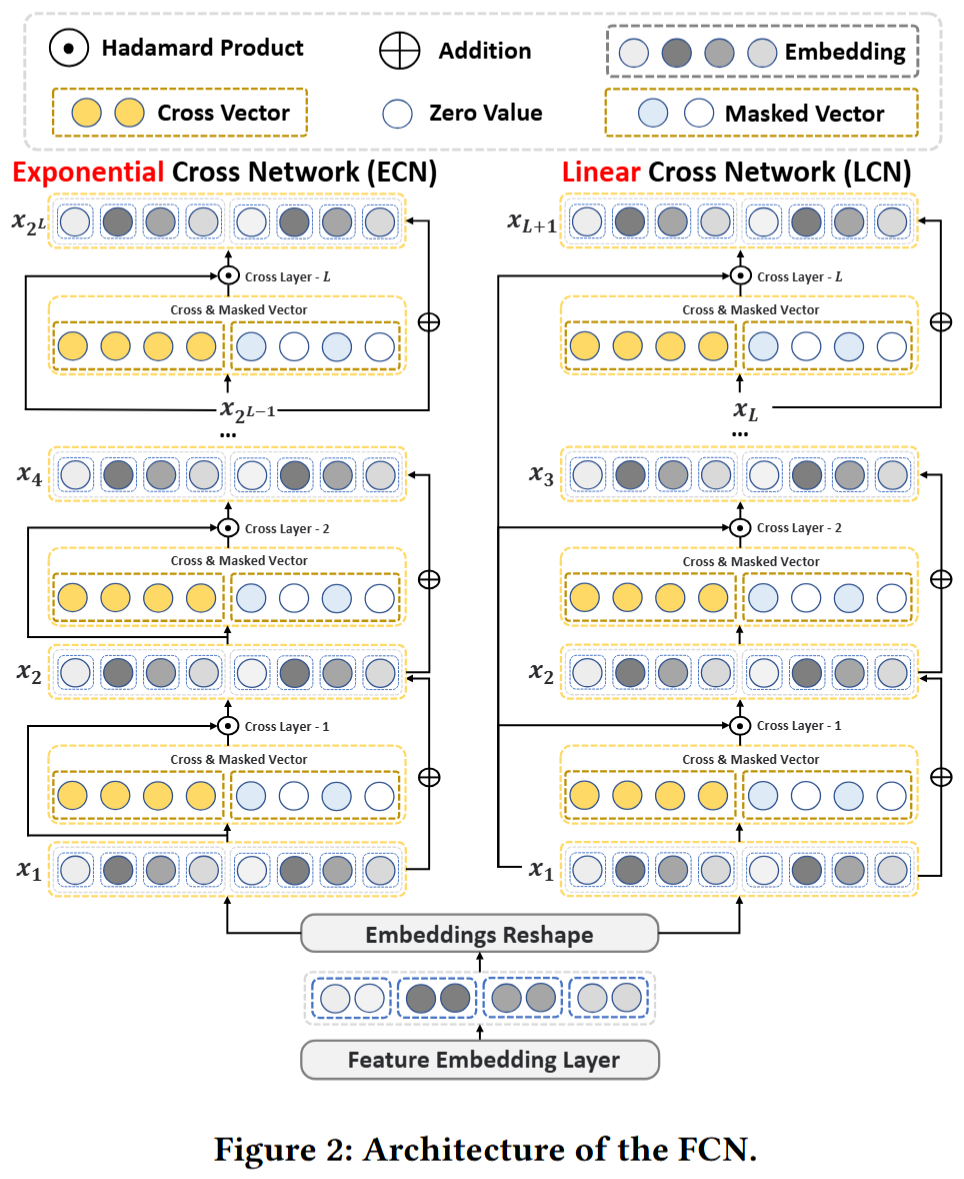 Hadamard Product
Addition
Embedding
Cross Vector
Zero Value
Masked Vector
Exponential Cross Network (ECN)
x_{2^L}
Cross Layer - L
Cross & Masked Vector
x_{2^{L-1}}
...
x_4
Cross Layer - 2
Cross & Masked Vector
x_2
Cross Layer - 1
Cross & Masked Vector
x_1
Linear Cross Network (LCN)
x_{L+1}
Cross Layer - L
Cross & Masked Vector
x_L
...
x_3
Cross Layer - 2
Cross & Masked Vector
x_2
Cross Layer - 1
Cross & Masked Vector
x_1
Embeddings Reshape
Feature Embedding Layer
Figure 2: Architecture of the FCN.